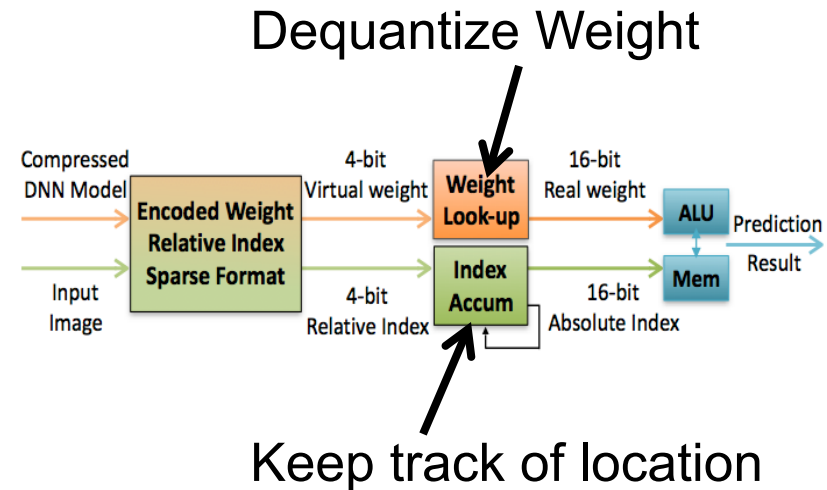 Dequantize Weight
Compressed
DNN Model
Encoded Weight
Relative Index
Sparse Format
Input
Image
4-bit
Virtual weight
4-bit
Relative Index
Weight
Look-up
Index
Accum
16-bit
Real weight
16-bit
Absolute Index
ALU
Mem
Prediction
Result
Keep track of location